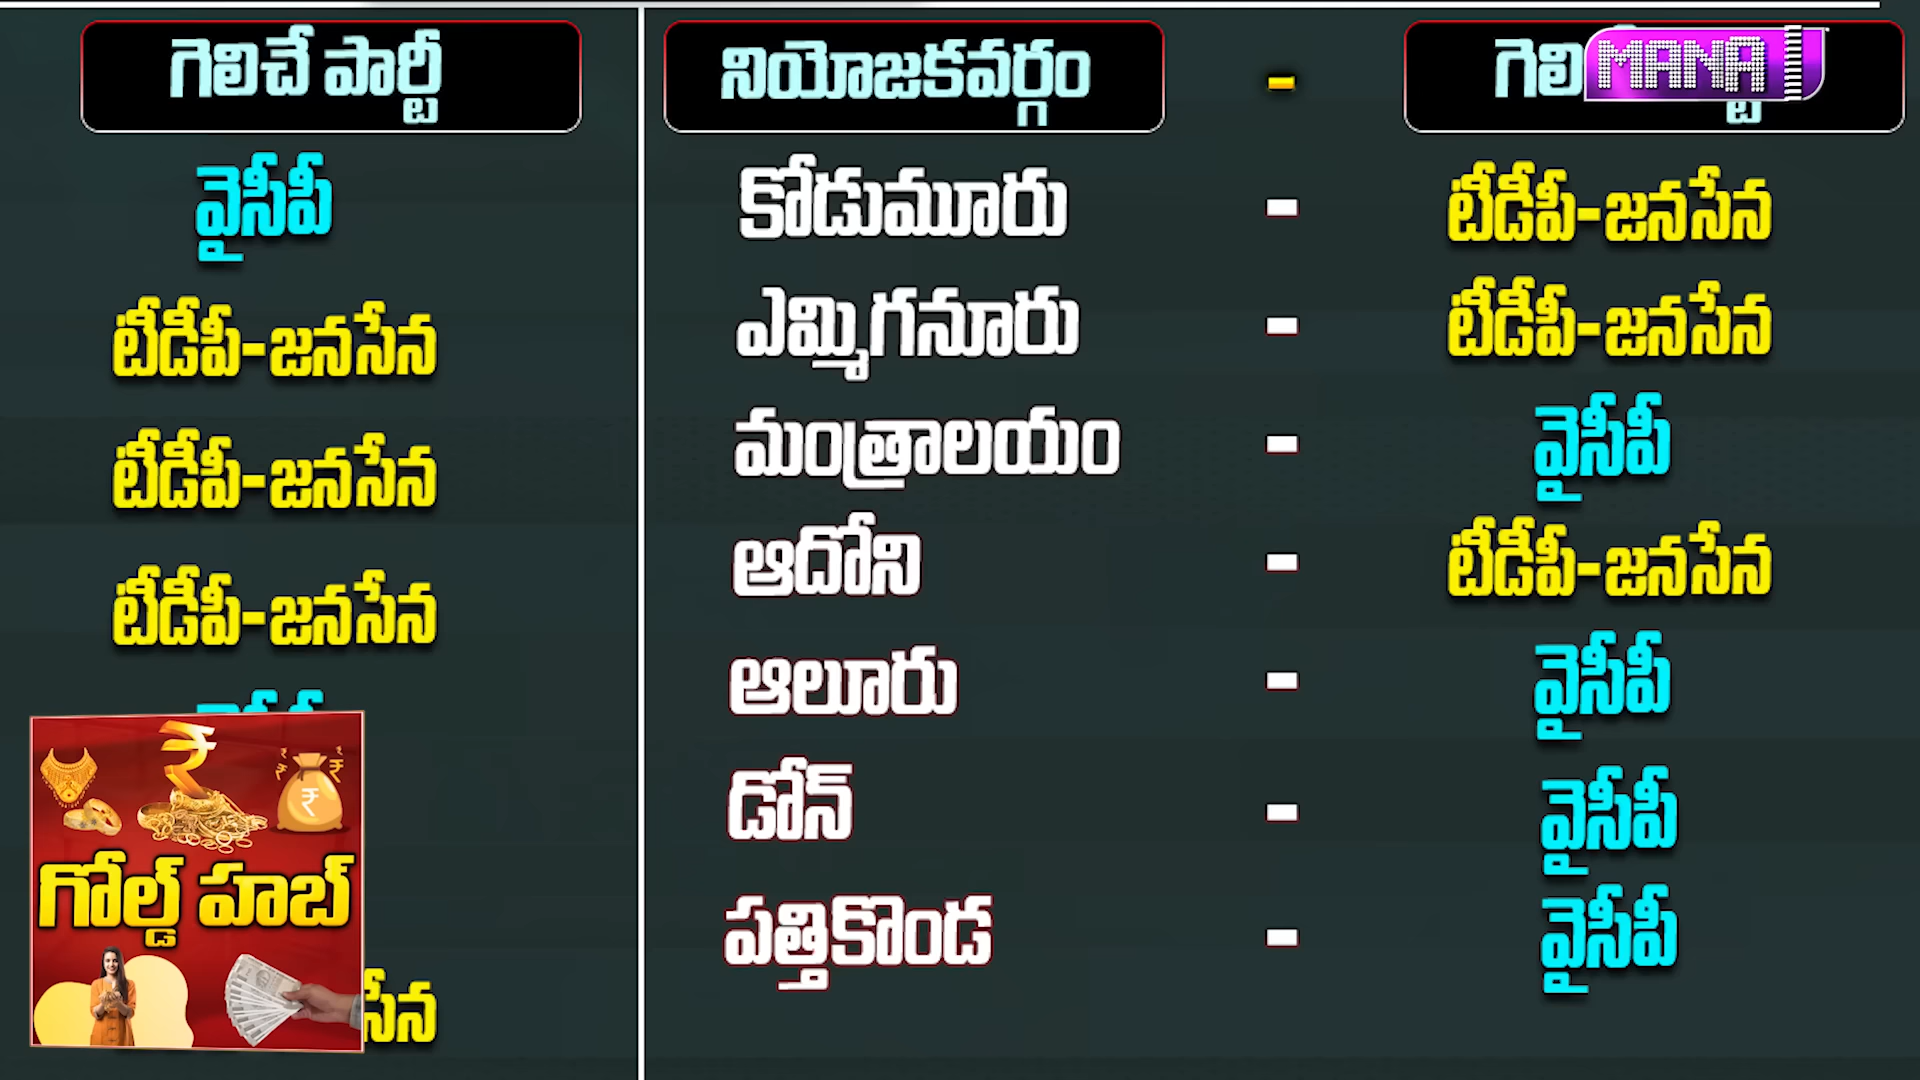 గెలిచే పార్టీ
వైసీపీ
టీడీపీ-జనసేన
టీడీపీ-జనసేన
టీడీపీ-జనసేన
గోల్డ్ హబ్
నియోజకవర్గం -
MANA
కోడుమూరు - టీడీపీ-జనసేన
ఎమ్మిగనూరు - టీడీపీ-జనసేన
మంత్రాలయం - వైసీపీ
ఆదోని - టీడీపీ-జనసేన
ఆలూరు - వైసీపీ
డోన్ - వైసీపీ
పత్తికొండ - వైసీపీ